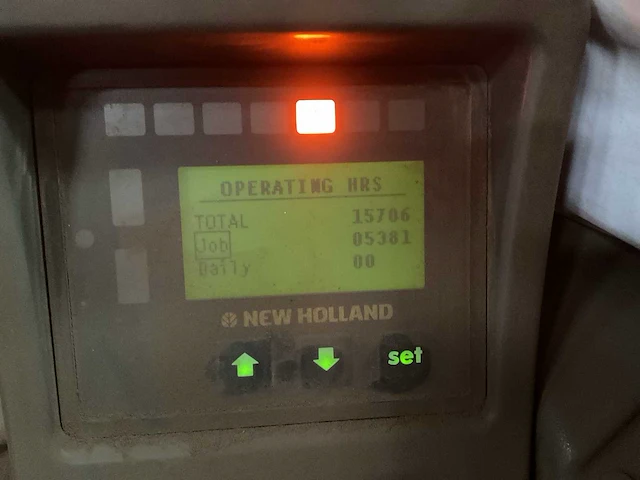 OPERATING HRS
TOTAL 15706
Job 05381
Daily 00
NEW HOLLAND
set